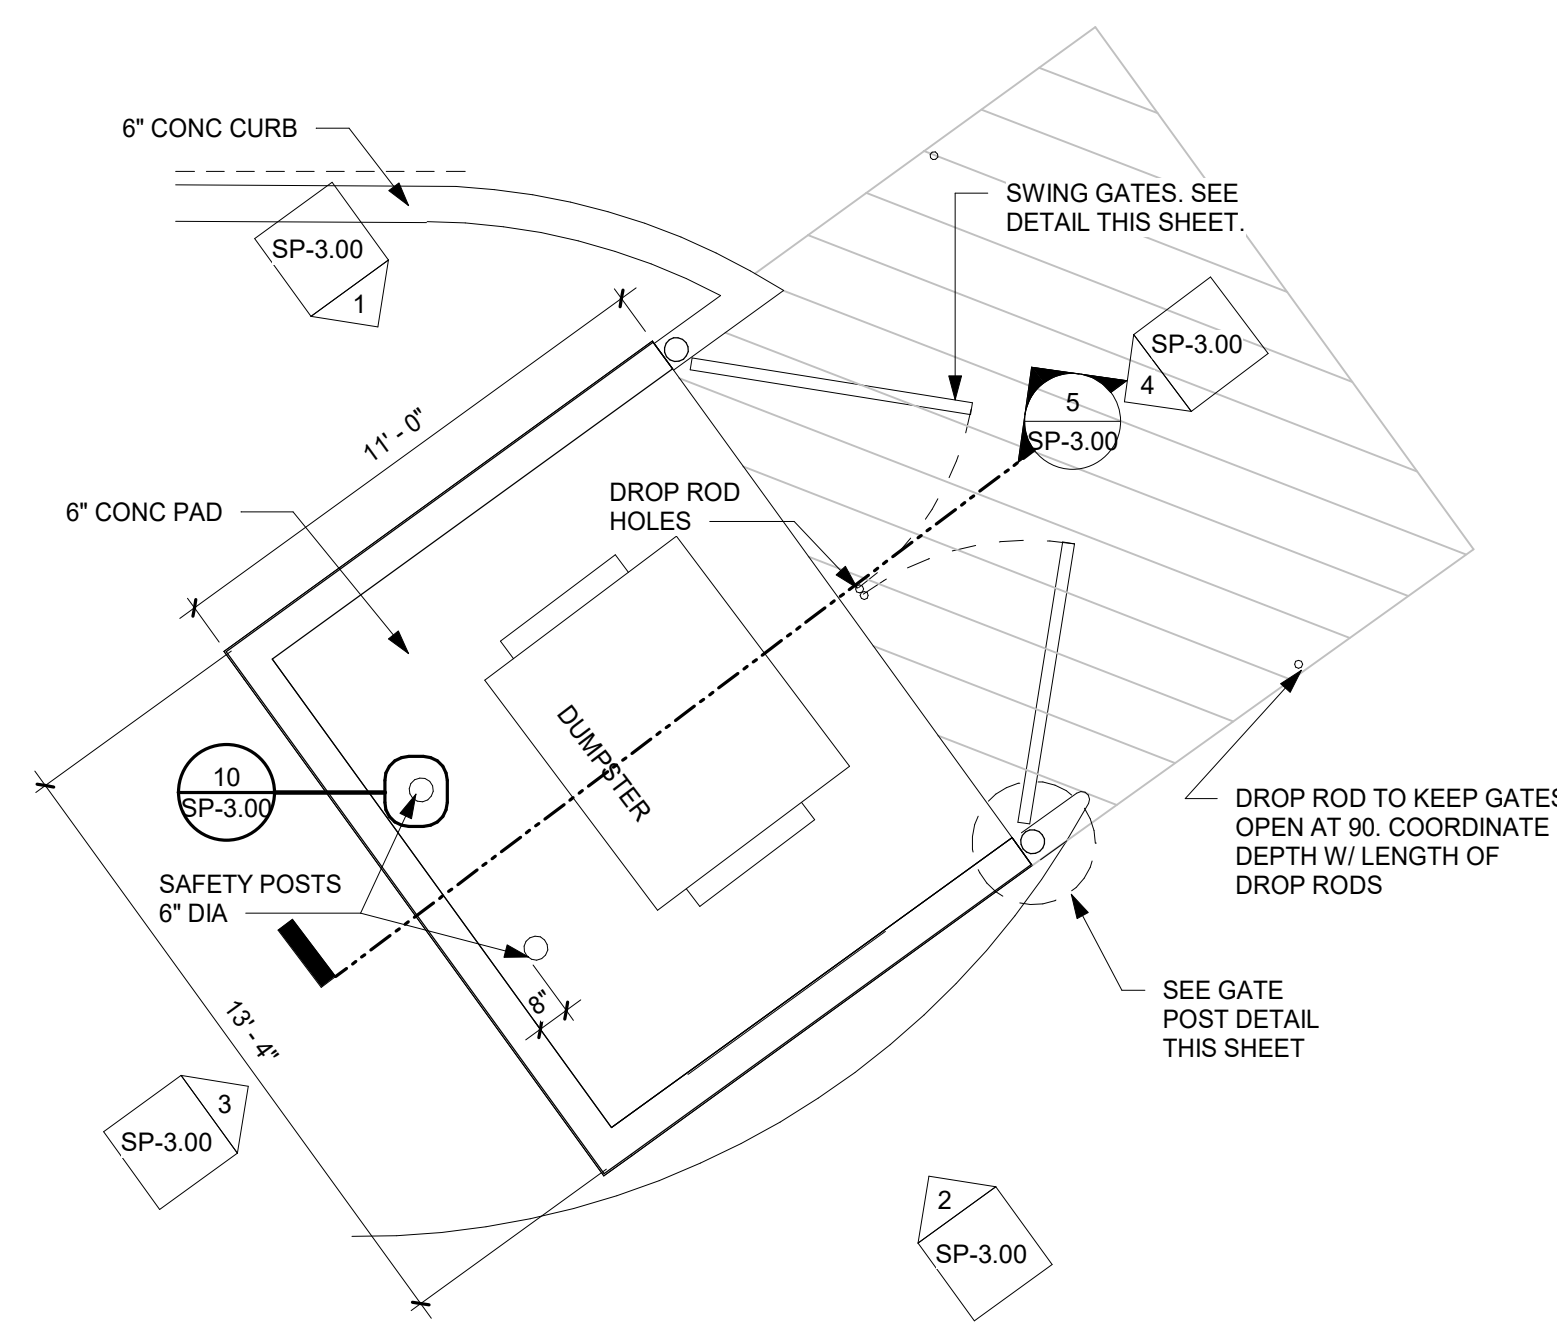 6" CONC CURB
SP-3.00
1
SWING GATES. SEE
DETAIL THIS SHEET.
SP-3.00
4
5
SP-3.00
11' - 0"
6" CONC PAD
DROP ROD
HOLES
DUMPSTER
10
SP-3.00
SAFETY POSTS
6" DIA
8"
13' - 4"
DROP ROD TO KEEP GATES
OPEN AT 90. COORDINATE
DEPTH W/ LENGTH OF
DROP RODS
SEE GATE
POST DETAIL
THIS SHEET
3
SP-3.00
2
SP-3.00